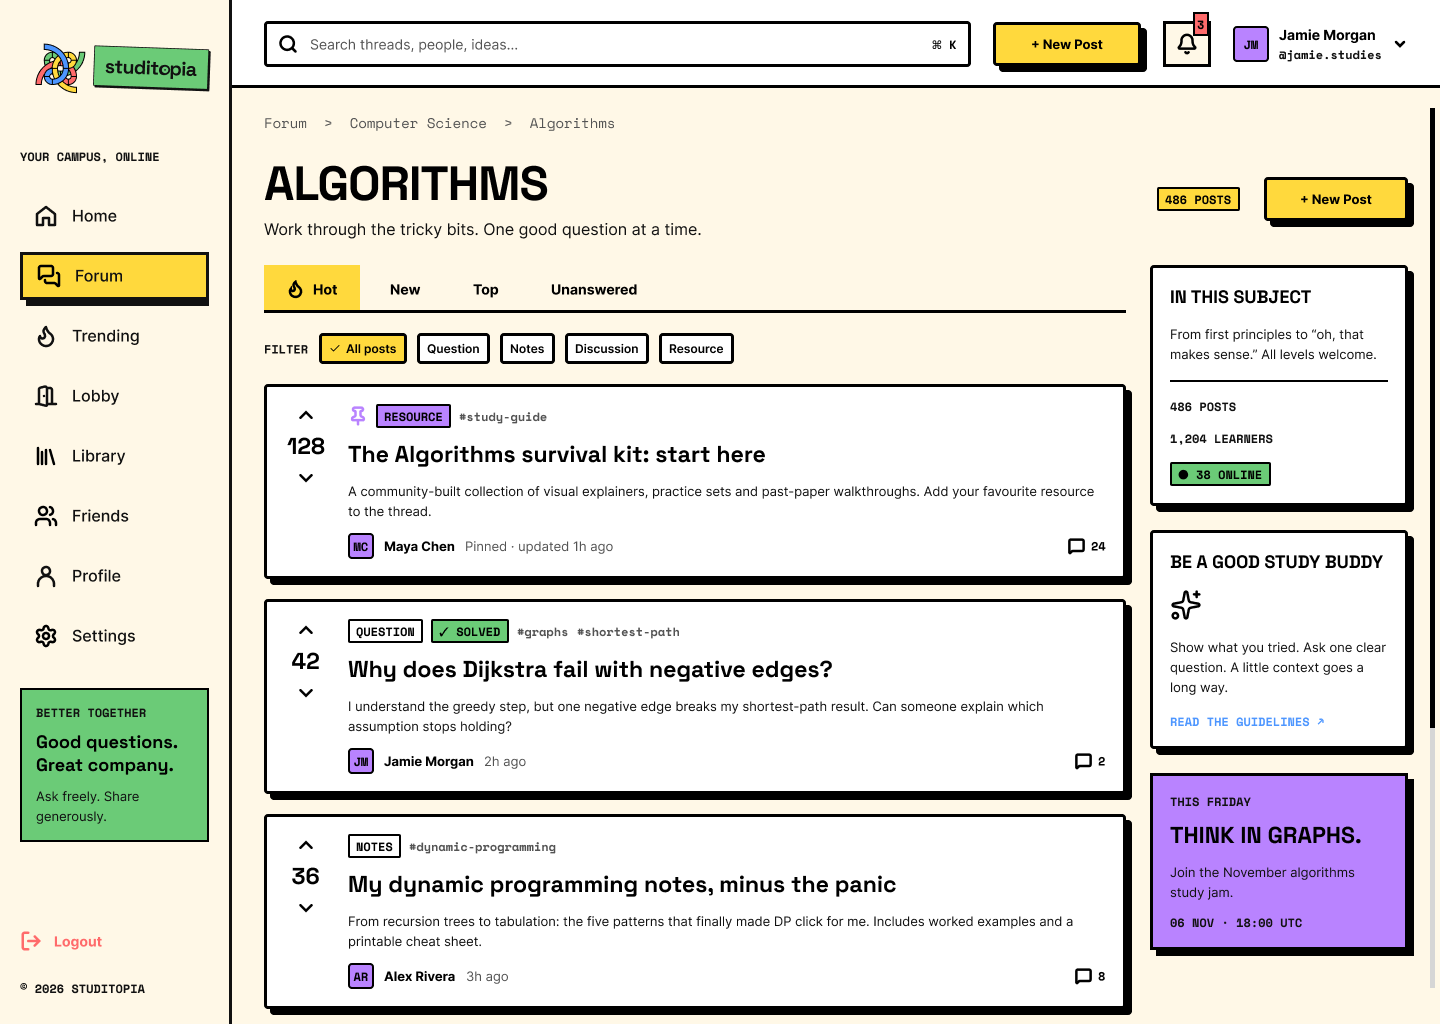 studitopia
YOUR CAMPUS, ONLINE
Home
Forum
Trending
Lobby
Library
Friends
Profile
Settings
BETTER TOGETHER
Good questions.
Great company.
Ask freely. Share
generously.
Logout
© 2026 STUDITOPIA
Search threads, people, ideas...
⌘ K
+ New Post
3
JM
Jamie Morgan
@jamie.studies
Forum > Computer Science > Algorithms
ALGORITHMS
Work through the tricky bits. One good question at a time.
486 POSTS
+ New Post
Hot New Top Unanswered
FILTER ✓ All posts Question Notes Discussion Resource
128
RESOURCE #study-guide
The Algorithms survival kit: start here
A community-built collection of visual explainers, practice sets and past-paper walkthroughs. Add your favourite resource
to the thread.
MC Maya Chen Pinned · updated 1h ago 24
42
QUESTION ✓ SOLVED #graphs #shortest-path
Why does Dijkstra fail with negative edges?
I understand the greedy step, but one negative edge breaks my shortest-path result. Can someone explain which
assumption stops holding?
JM Jamie Morgan 2h ago 2
36
NOTES #dynamic-programming
My dynamic programming notes, minus the panic
From recursion trees to tabulation: the five patterns that finally made DP click for me. Includes worked examples and a
printable cheat sheet.
AR Alex Rivera 3h ago 8
IN THIS SUBJECT
From first principles to “oh, that
makes sense.” All levels welcome.
486 POSTS
1,204 LEARNERS
● 38 ONLINE
BE A GOOD STUDY BUDDY
Show what you tried. Ask one clear
question. A little context goes a
long way.
READ THE GUIDELINES ↗
THIS FRIDAY
THINK IN GRAPHS.
Join the November algorithms
study jam.
06 NOV · 18:00 UTC